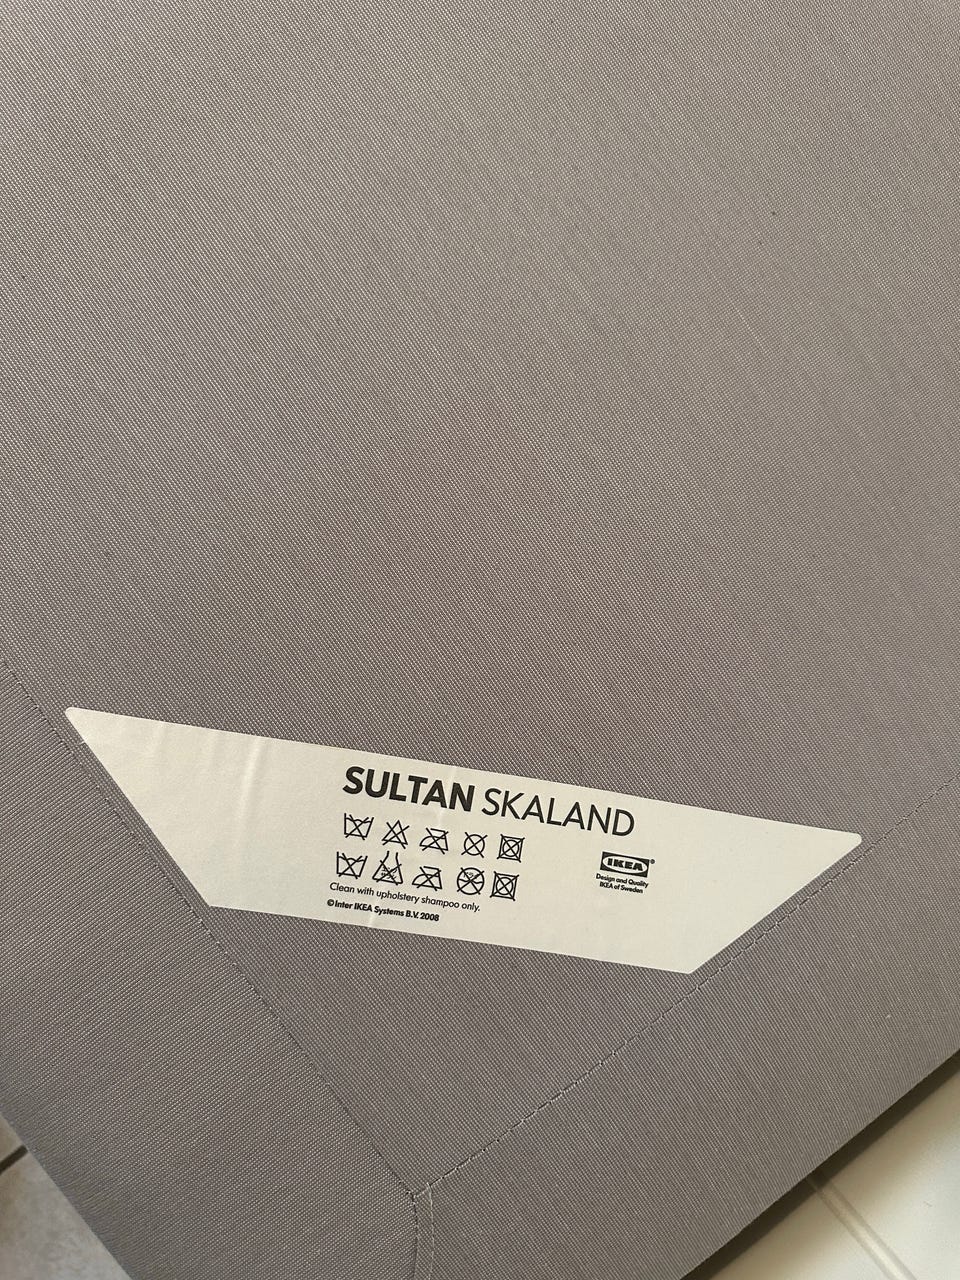 SULTAN SKALAND
IKEA®
Design and Quality
IKEA of Sweden
Clean with upholstery shampoo only.
©Inter IKEA Systems B.V. 2008